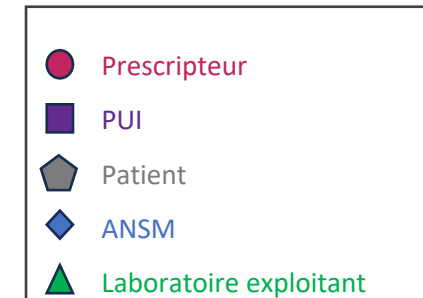 Prescripteur
PUI
Patient
ANSM
Laboratoire exploitant